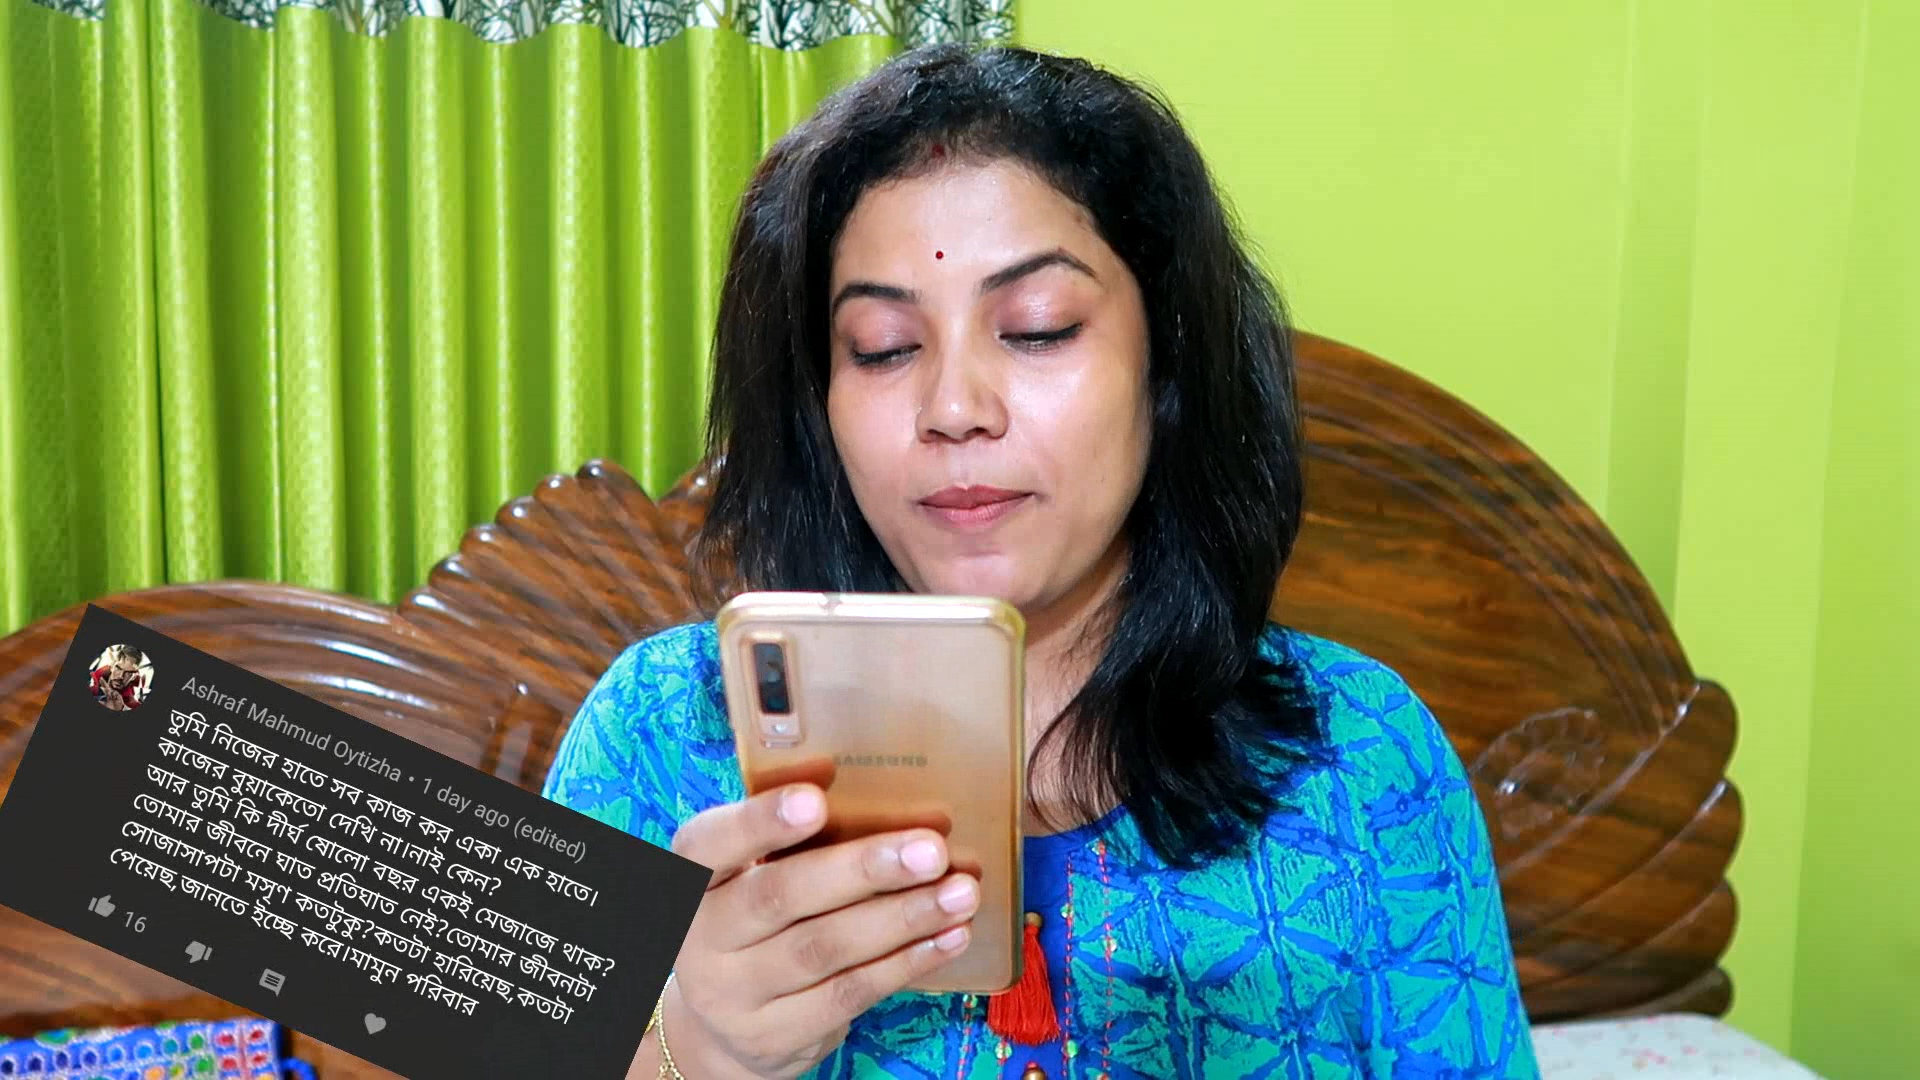 Ashraf Mahmud Oytizha • 1 day ago (edited)
তুমি নিজের হাতে সব কাজ কর একা এক হাতে।
কাজের বুয়াকেতো দেখি না।নাই কেন?
আর তুমি কি দীর্ঘ ষোলো বছর একই মেজাজে থাক?
তোমার জীবনে ঘাত প্রতিঘাত নেই?তোমার জীবনটা
সোজাসাপটা মসৃণ কতটুকু?কতটা হারিয়েছ,কতটা
পেয়েছ,জানতে ইচ্ছে করে।মামুন পরিবার
16
SAMSUNG